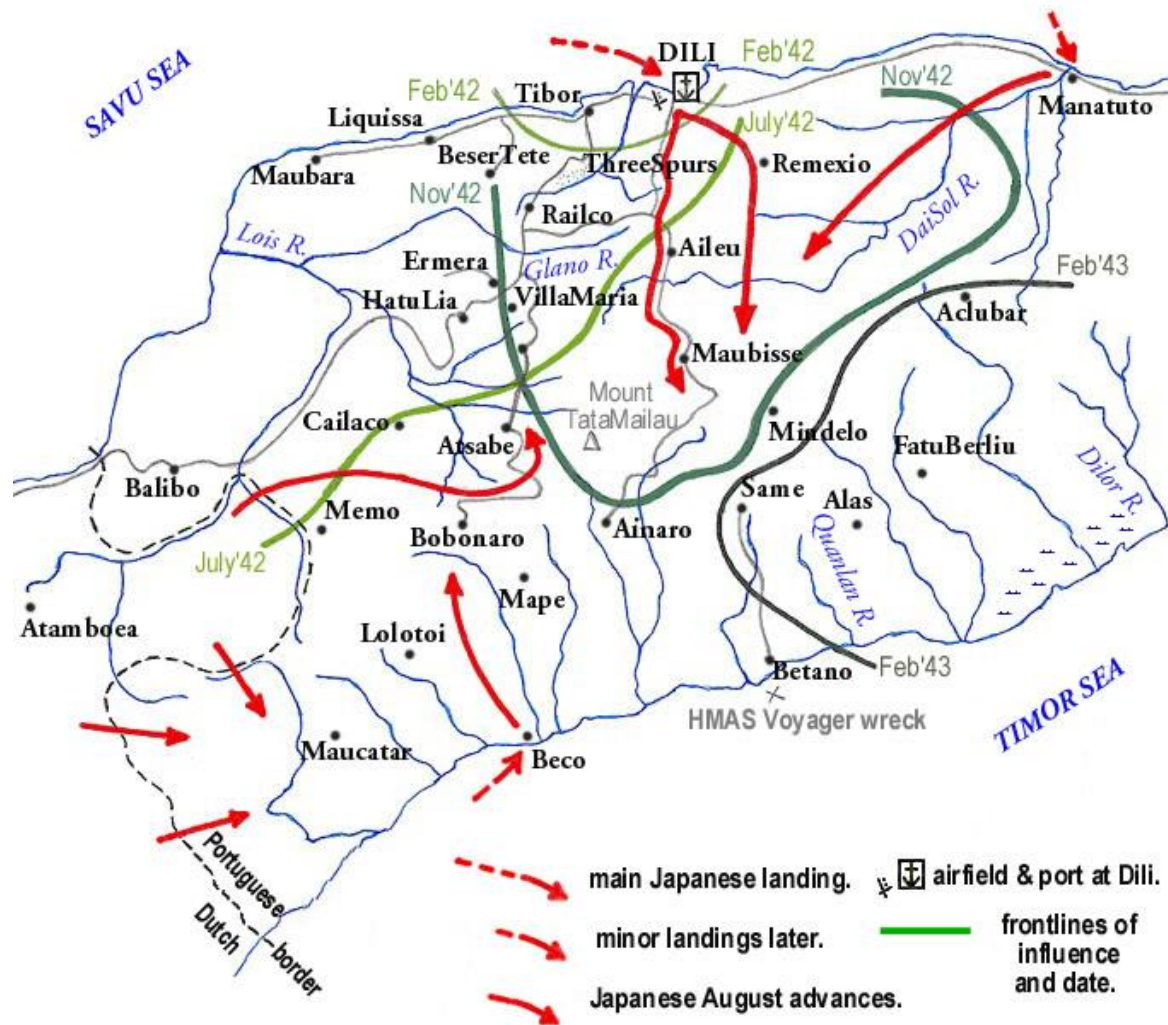 SAVU SEA
DILI
Feb'42
Feb'42
Nov'42
Manatuto
Tibor
Liquissa
July'42
BeserTete
ThreeSpurs
Remexio
Maubara
Nov'42
Railco
DaiSol R.
Lois R.
Aileu
Ermera
Glano R.
Feb'43
HatuLia
VillaMaria
Aclubar
Maubisse
Mount
TataMailau
Cailaco
Atsabe
Mindelo
FatuBerliu
Dilor R.
Balibo
Same
Memo
Alas
Bobonaro
Ainaro
July'42
Quanlan R.
Mape
Atamboea
Lolotoi
Betano
Feb'43
HMAS Voyager wreck
TIMOR SEA
Maucatar
Beco
Portuguese
Dutch
border
main Japanese landing.
airfield & port at Dili.
minor landings later.
frontlines of
influence
and date.
Japanese August advances.